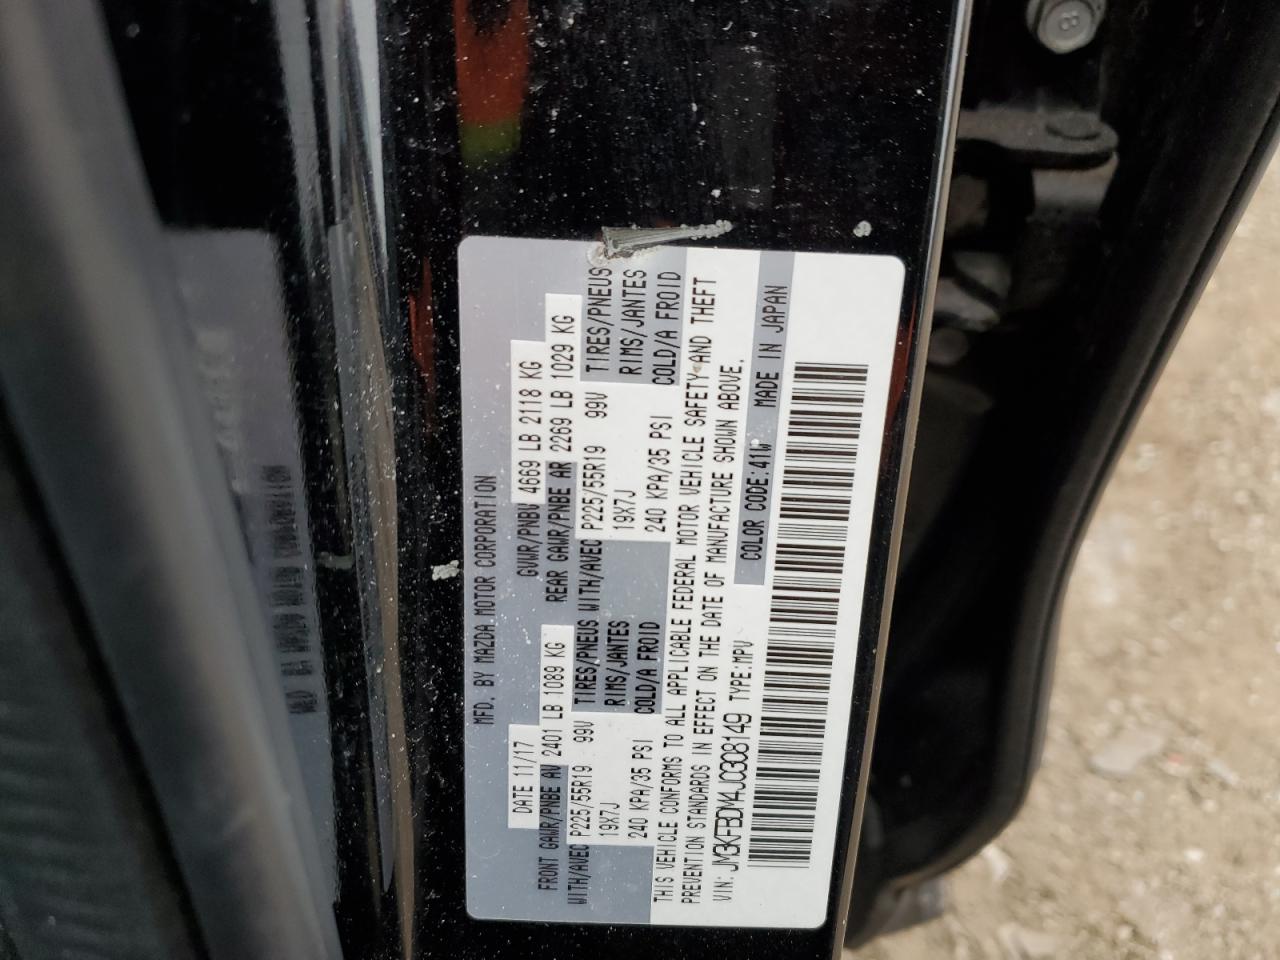 MFD. BY MAZDA MOTOR CORPORATION
DATE 11/17 GVWR/PNBV 4669 LB 2118 KG
FRONT GAWR/PNBE AV 2401 LB 1089 KG REAR GAWR/PNBE AR 2269 LB 1029 KG
WITH/AVEC P225/55R19 99V TIRES/PNEUS WITH/AVEC P225/55R19 99V TIRES/PNEUS
19X7J RIMS/JANTES 19X7J RIMS/JANTES
240 KPA/35 PSI COLD/A FROID 240 KPA/35 PSI COLD/A FROID
THIS VEHICLE CONFORMS TO ALL APPLICABLE FEDERAL MOTOR VEHICLE SAFETY AND THEFT
PREVENTION STANDARDS IN EFFECT ON THE DATE OF MANUFACTURE SHOWN ABOVE.
VIN: JM3KFBDM4J0308149 TYPE:MPV COLOR CODE:41W MADE IN JAPAN
8